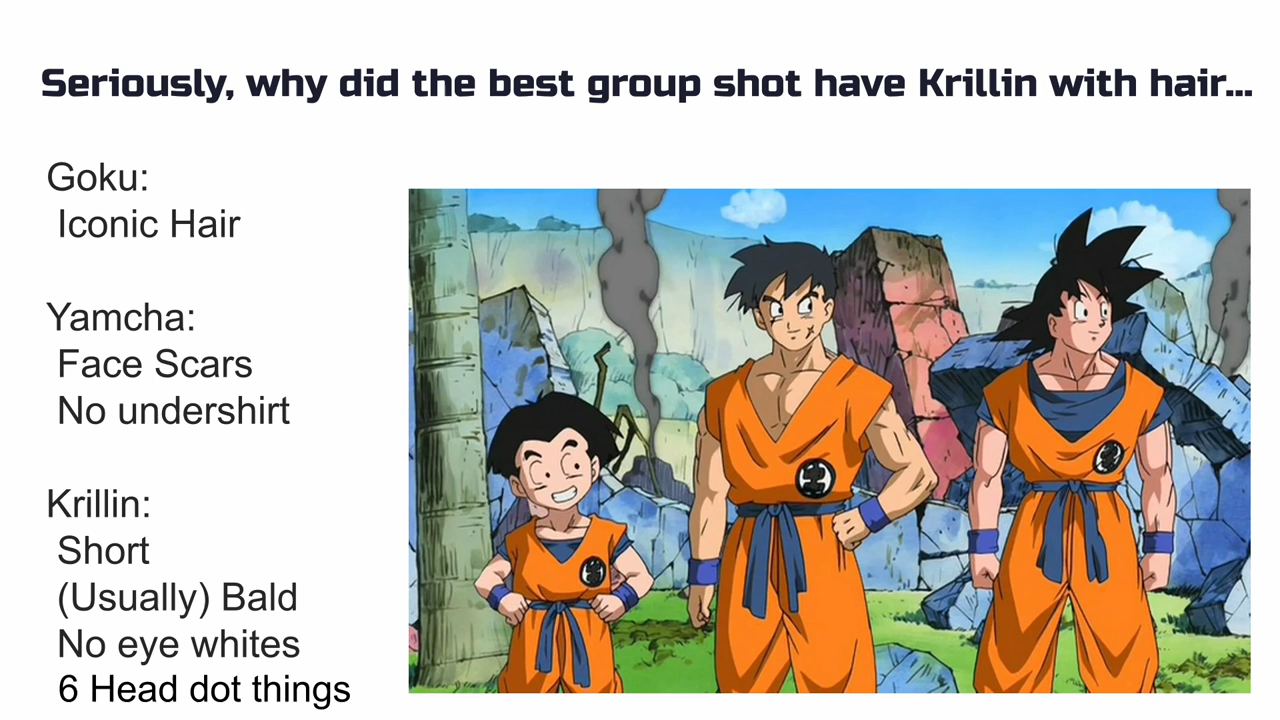 Seriously, why did the best group shot have Krillin with hair...
Goku:
Iconic Hair
Yamcha:
Face Scars
No undershirt
Krillin:
Short
(Usually) Bald
No eye whites
6 Head dot things